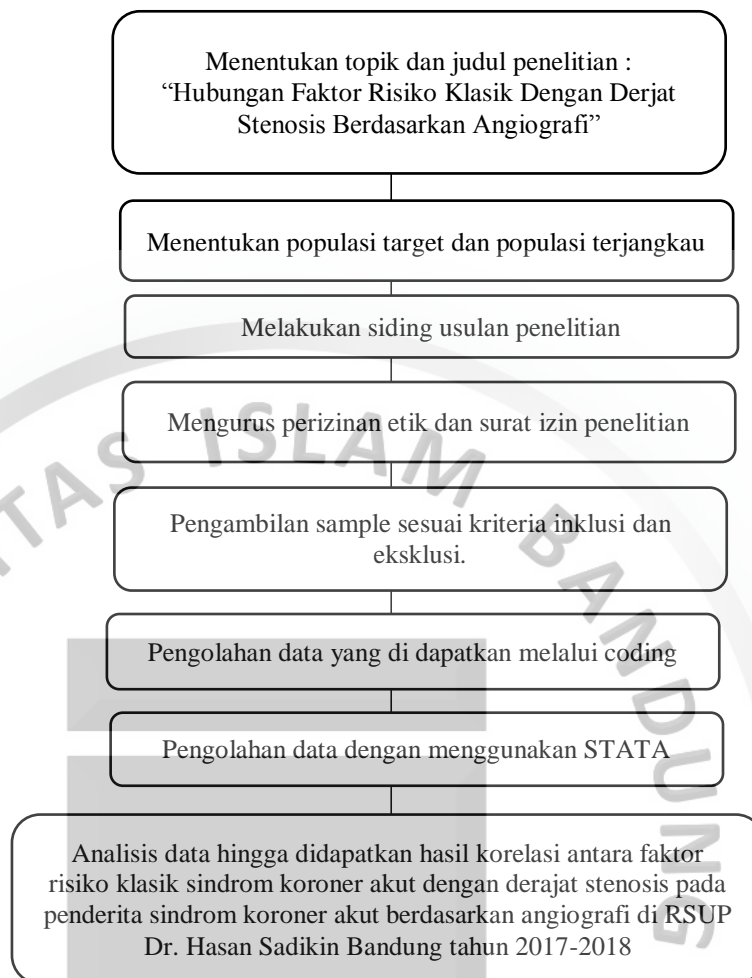 Menentukan topik dan judul penelitian :
“Hubungan Faktor Risiko Klasik Dengan Derjat
Stenosis Berdasarkan Angiografi”
Menentukan populasi target dan populasi terjangkau
Melakukan siding usulan penelitian
Mengurus perizinan etik dan surat izin penelitian
Pengambilan sample sesuai kriteria inklusi dan
eksklusi.
Pengolahan data yang di dapatkan melalui coding
Pengolahan data dengan menggunakan STATA
Analisis data hingga didapatkan hasil korelasi antara faktor
risiko klasik sindrom koroner akut dengan derajat stenosis pada
penderita sindrom koroner akut berdasarkan angiografi di RSUP
Dr. Hasan Sadikin Bandung tahun 2017-2018
TAS ISLAM BANDUNG